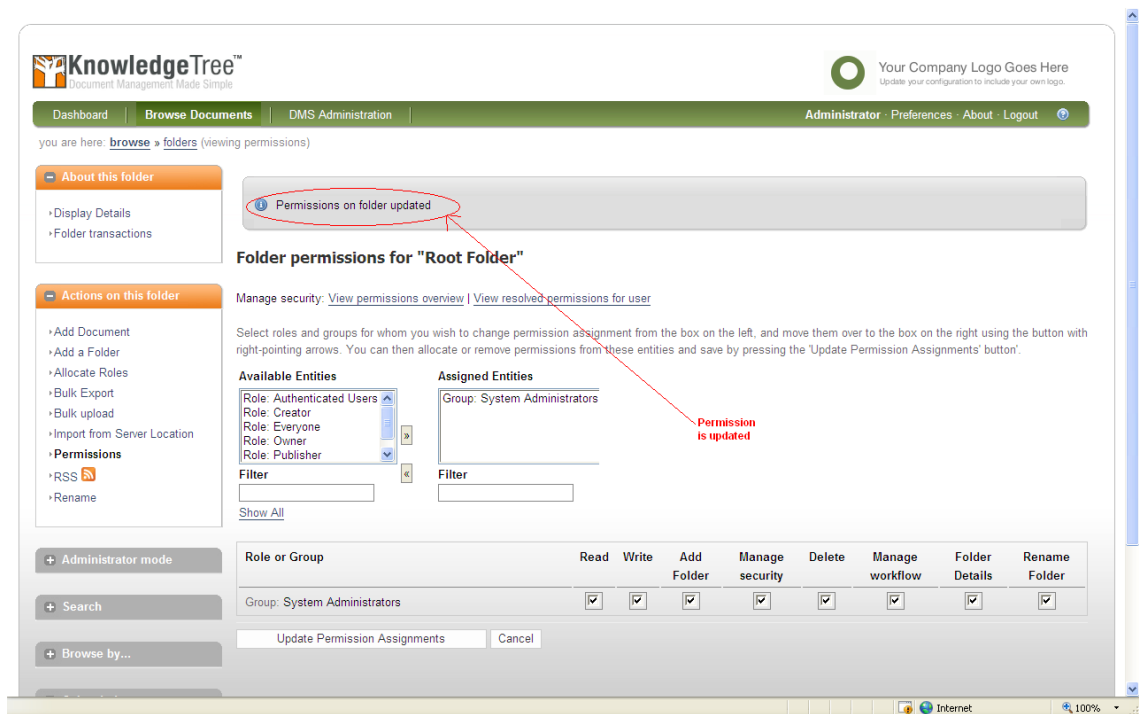 KnowledgeTree™
Document Management Made Simple
Your Company Logo Goes Here
Update your configuration to include your own logo.
Dashboard
Browse Documents
DMS Administration
Administrator · Preferences · About · Logout
you are here: browse » folders (viewing permissions)
About this folder
Display Details
Folder transactions
Actions on this folder
Add Document
Add a Folder
Allocate Roles
Bulk Export
Bulk upload
Import from Server Location
Permissions
RSS
Rename
Administrator mode
Search
Browse by...
Permissions on folder updated
Folder permissions for "Root Folder"
Manage security: View permissions overview | View resolved permissions for user
Select roles and groups for whom you wish to change permission assignment from the box on the left, and move them over to the box on the right using the button with
right-pointing arrows. You can then allocate or remove permissions from these entities and save by pressing the 'Update Permission Assignments' button'.
Available Entities
Role: Authenticated Users
Role: Creator
Role: Everyone
Role: Owner
Role: Publisher
»
«
Filter
Show All
Assigned Entities
Group: System Administrators
Filter
Permission
is updated
Role or Group Read Write Add Folder Manage security Delete Manage workflow Folder Details Rename Folder
Group: System Administrators
Update Permission Assignments
Cancel
Internet
100%